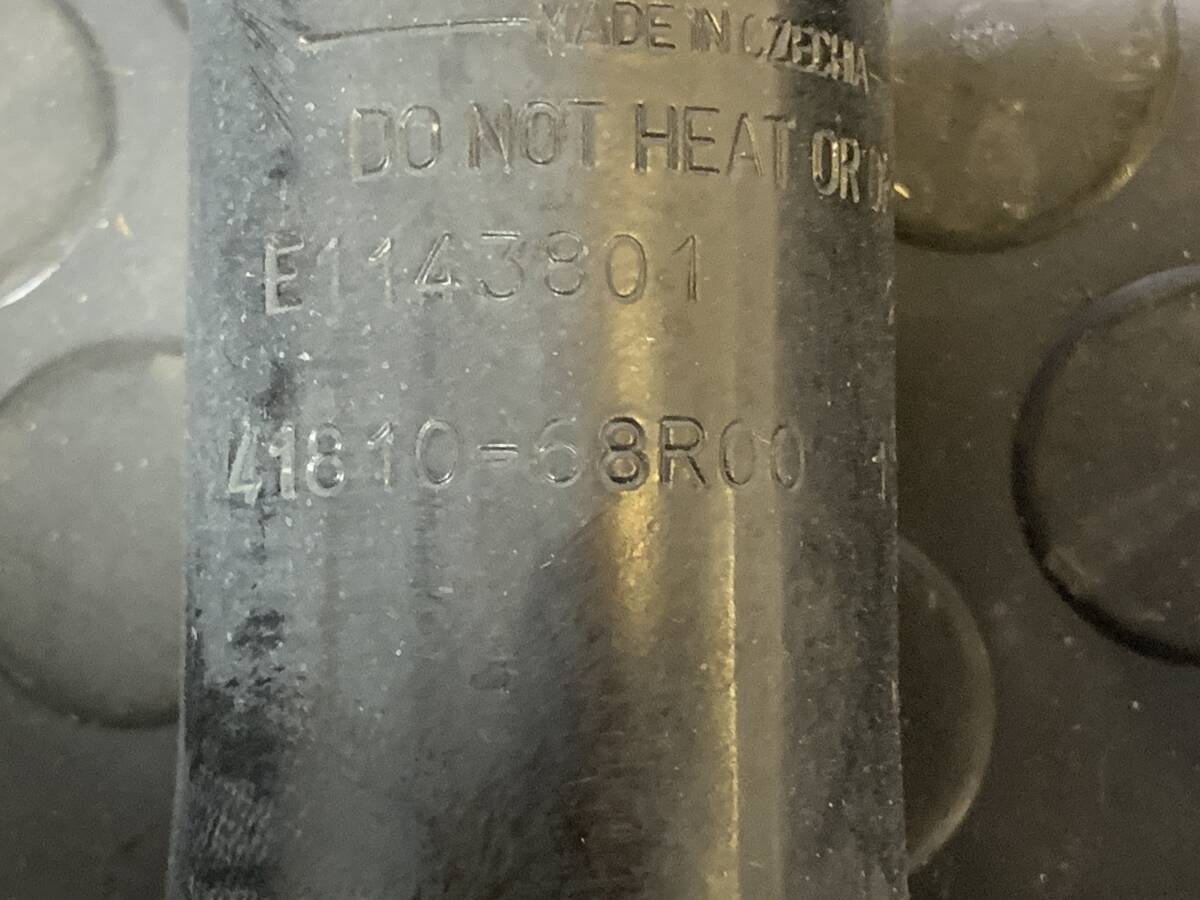 MADE IN CZECHIA
DO NOT HEAT OR
E1143801
41810-68R00